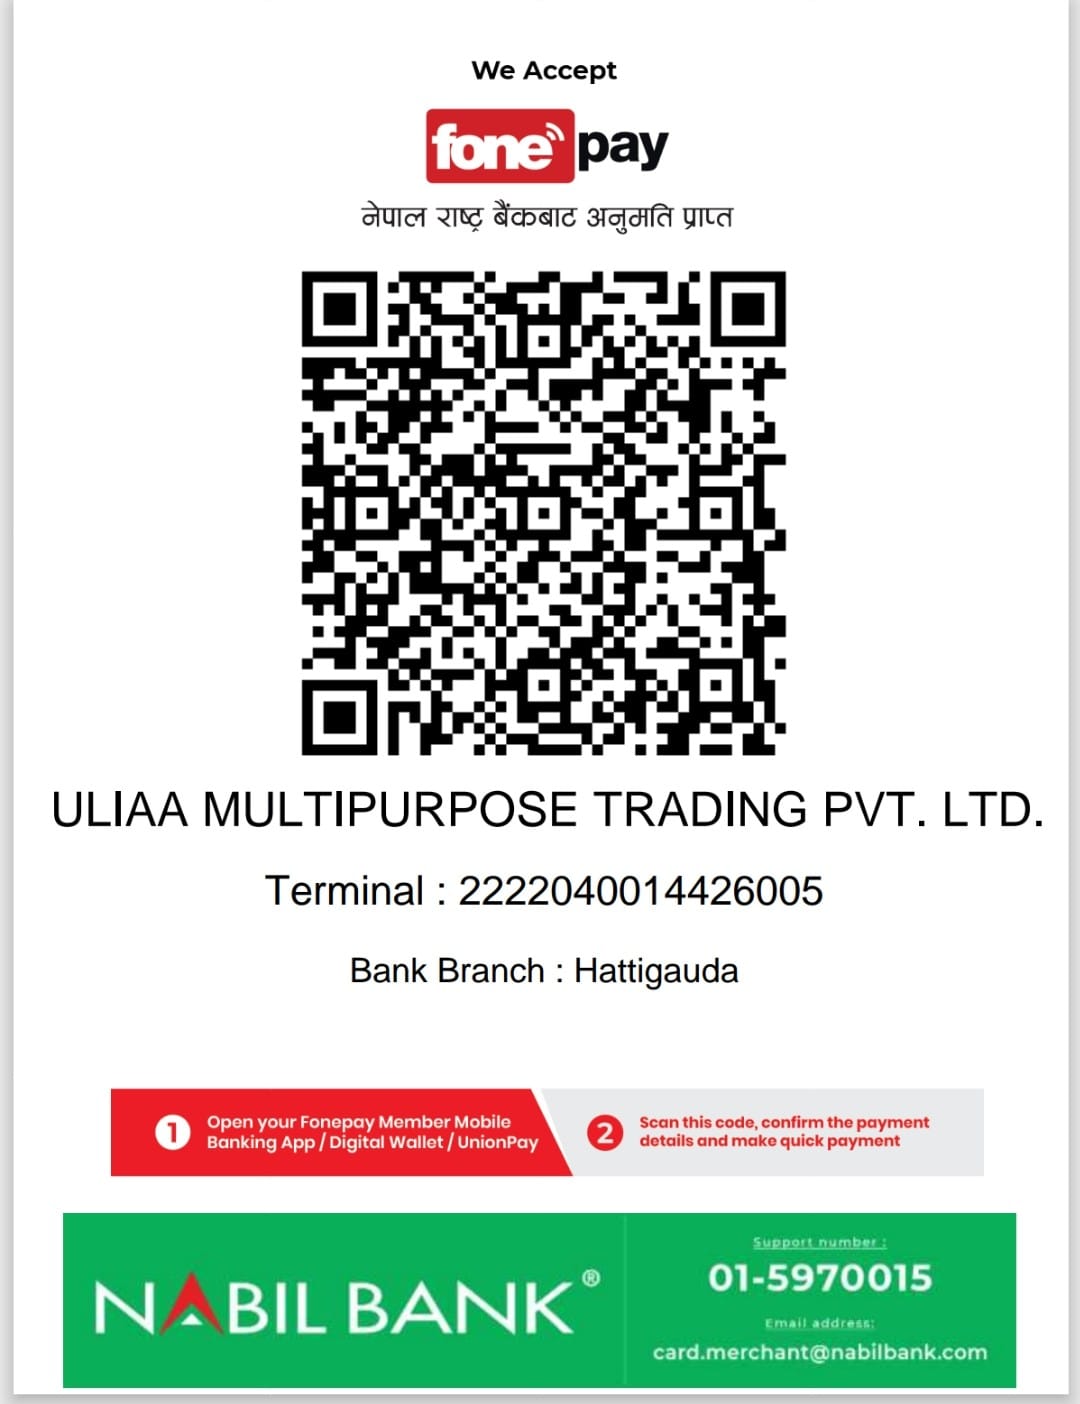 We Accept
fonepay
नेपाल राष्ट्र बैंकबाट अनुमति प्राप्त
ULIAA MULTIPURPOSE TRADING PVT. LTD.
Terminal : 2222040014426005
Bank Branch : Hattigauda
1 Open your Fonepay Member Mobile
Banking App / Digital Wallet / UnionPay
2 Scan this code, confirm the payment
details and make quick payment
NABIL BANK®
Support number :
01-5970015
Email address:
card.merchant@nabilbank.com